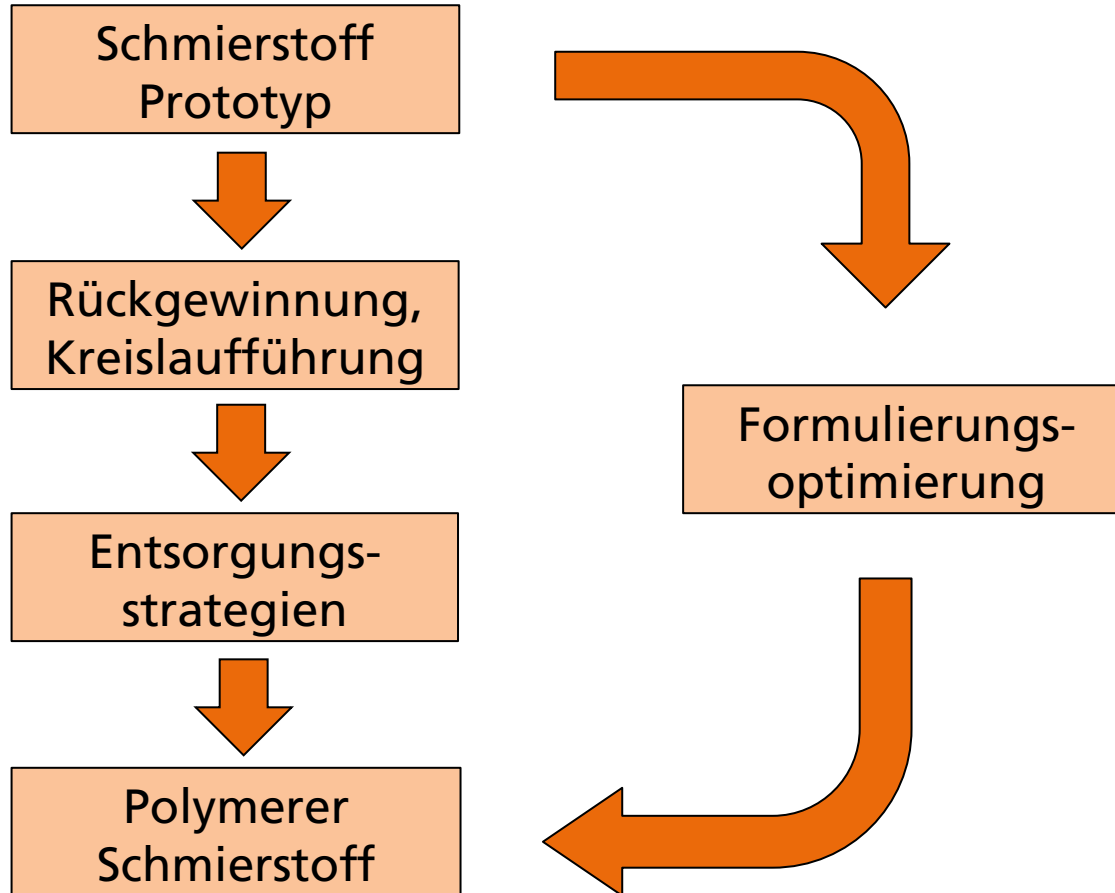 Schmierstoff
Prototyp
Rückgewinnung,
Kreislaufführung
Formulierungs-
optimierung
Entsorgungs-
strategien
Polymerer
Schmierstoff